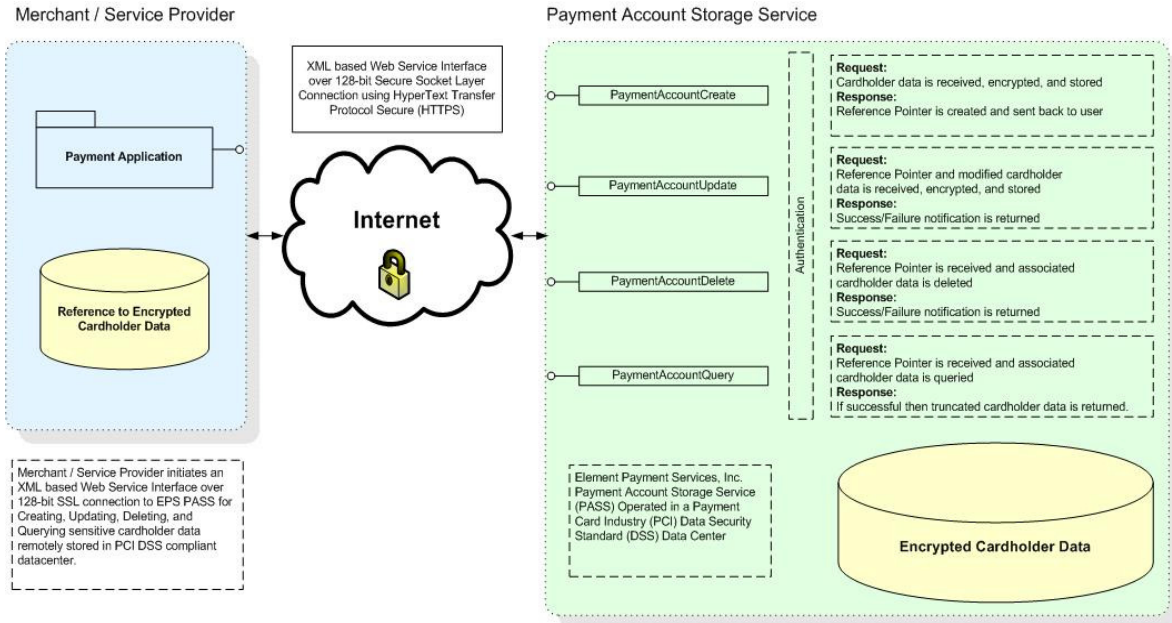 Merchant / Service Provider
Payment Account Storage Service
XML based Web Service Interface
over 128-bit Secure Socket Layer
Connection using HyperText Transfer
Protocol Secure (HTTPS)
Payment Application
Internet
Reference to Encrypted
Cardholder Data
Merchant / Service Provider initiates an
XML based Web Service Interface over
128-bit SSL connection to EPS PASS for
Creating, Updating, Deleting, and
Querying sensitive cardholder data
remotely stored in PCI DSS compliant
datacenter.
PaymentAccountCreate
PaymentAccountUpdate
PaymentAccountDelete
PaymentAccountQuery
Authentication
Request:
Cardholder data is received, encrypted, and stored
Response:
Reference Pointer is created and sent back to user
Request:
Reference Pointer and modified cardholder
data is received, encrypted, and stored
Response:
Success/Failure notification is returned
Request:
Reference Pointer is received and associated
cardholder data is deleted
Response:
Success/Failure notification is returned
Request:
Reference Pointer is received and associated
cardholder data is queried
Response:
If successful then truncated cardholder data is returned.
Element Payment Services, Inc.
Payment Account Storage Service
(PASS) Operated in a Payment
Card Industry (PCI) Data Security
Standard (DSS) Data Center
Encrypted Cardholder Data